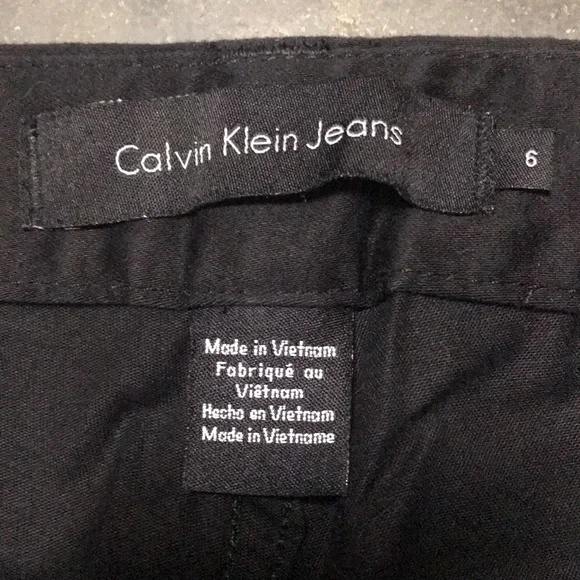 Calvin Klein Jeans
6
Made in Vietnam
Fabriqué au
Viêtnam
Hecho en Vietnam
Made in Vietname